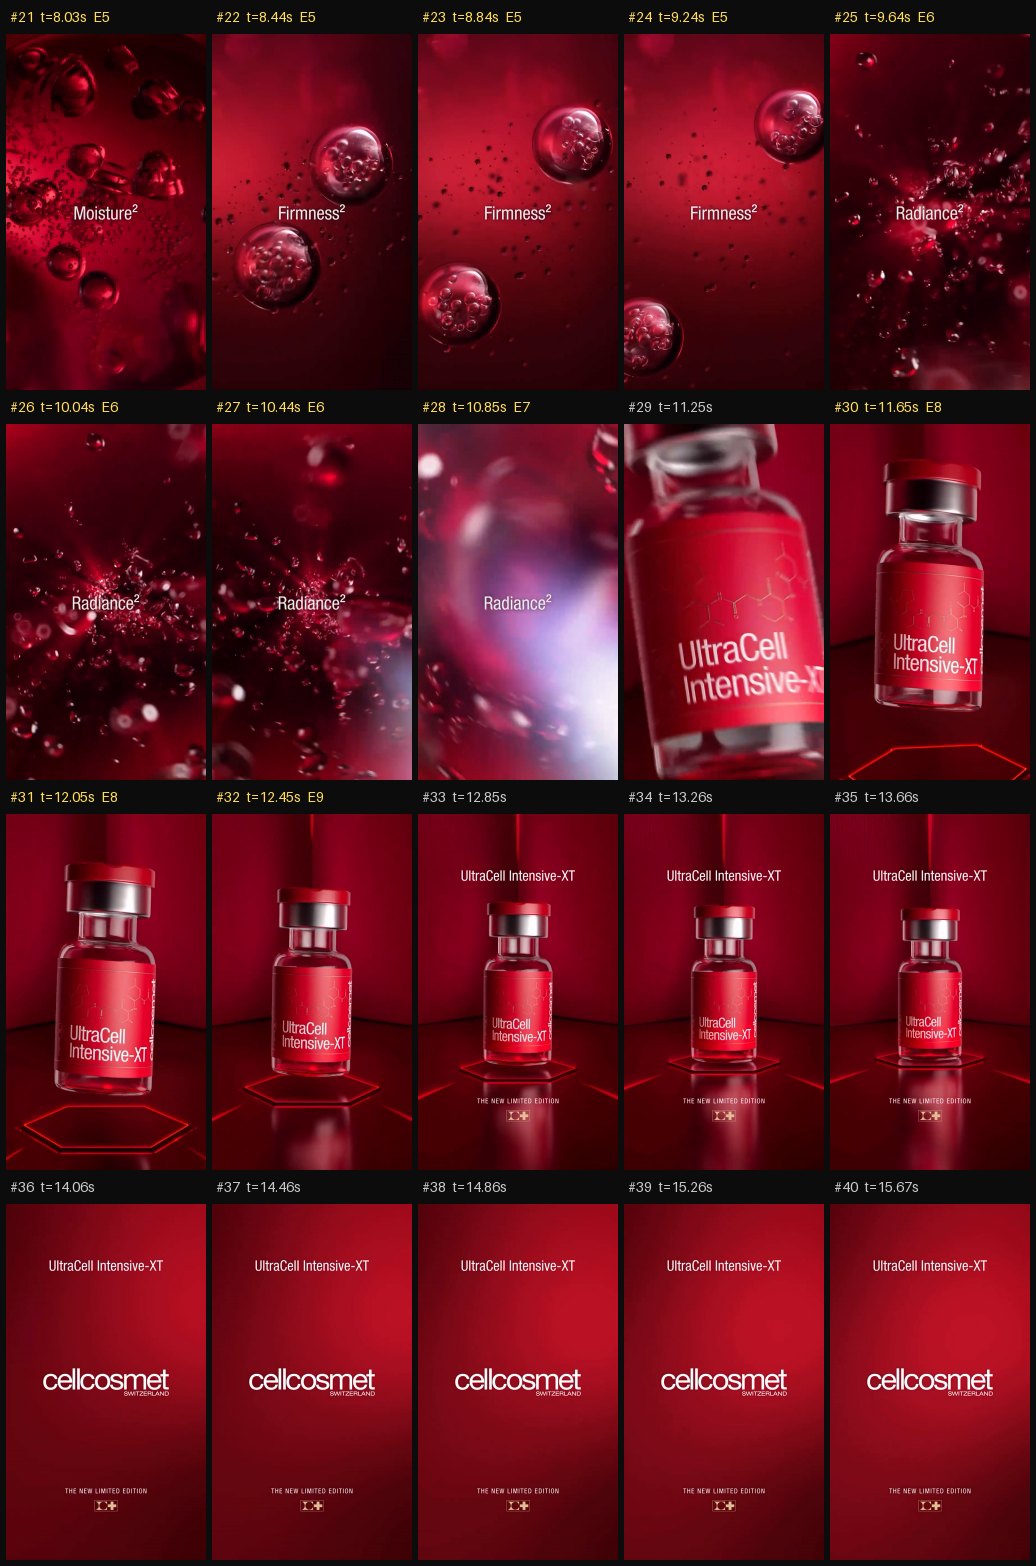 #21 t=8.03s E5
#22 t=8.44s E5
#23 t=8.84s E5
#24 t=9.24s E5
#25 t=9.64s E6
Moisture²
Firmness²
Firmness²
Firmness²
Radiance²
#26 t=10.04s E6
#27 t=10.44s E6
#28 t=10.85s E7
#29 t=11.25s
#30 t=11.65s E8
Radiance²
Radiance²
Radiance²
UltraCell
Intensive-XT
UltraCell
Intensive-XT
#31 t=12.05s E8
#32 t=12.45s E9
#33 t=12.85s
#34 t=13.26s
#35 t=13.66s
UltraCell
Intensive-XT
cellcosmet
UltraCell
Intensive-XT
UltraCell Intensive-XT
UltraCell
Intensive-XT
cellcosmet
THE NEW LIMITED EDITION
UltraCell Intensive-XT
UltraCell
Intensive-XT
cellcosmet
THE NEW LIMITED EDITION
UltraCell Intensive-XT
UltraCell
Intensive-XT
cellcosmet
THE NEW LIMITED EDITION
#36 t=14.06s
#37 t=14.46s
#38 t=14.86s
#39 t=15.26s
#40 t=15.67s
UltraCell Intensive-XT
cellcosmet
SWITZERLAND
THE NEW LIMITED EDITION
UltraCell Intensive-XT
cellcosmet
SWITZERLAND
THE NEW LIMITED EDITION
UltraCell Intensive-XT
cellcosmet
SWITZERLAND
THE NEW LIMITED EDITION
UltraCell Intensive-XT
cellcosmet
SWITZERLAND
THE NEW LIMITED EDITION
UltraCell Intensive-XT
cellcosmet
SWITZERLAND
THE NEW LIMITED EDITION